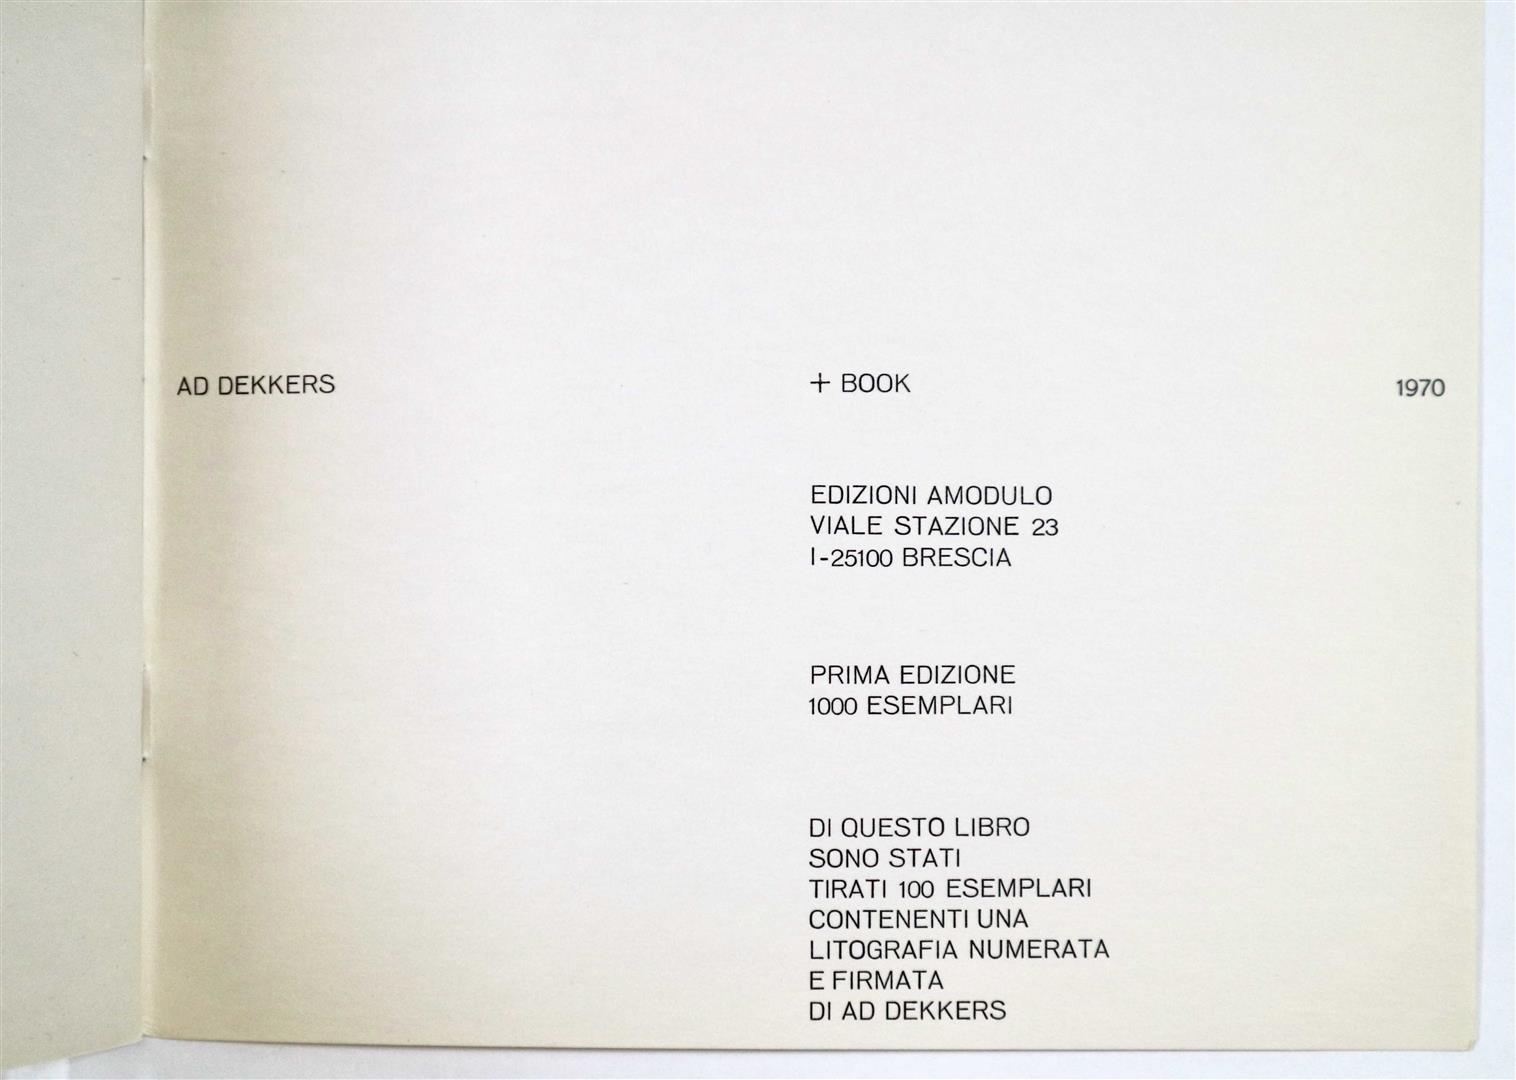 AD DEKKERS + BOOK 1970
EDIZIONI AMODULO
VIALE STAZIONE 23
I-25100 BRESCIA
PRIMA EDIZIONE
1000 ESEMPLARI
DI QUESTO LIBRO
SONO STATI
TIRATI 100 ESEMPLARI
CONTENENTI UNA
LITOGRAFIA NUMERATA
E FIRMATA
DI AD DEKKERS